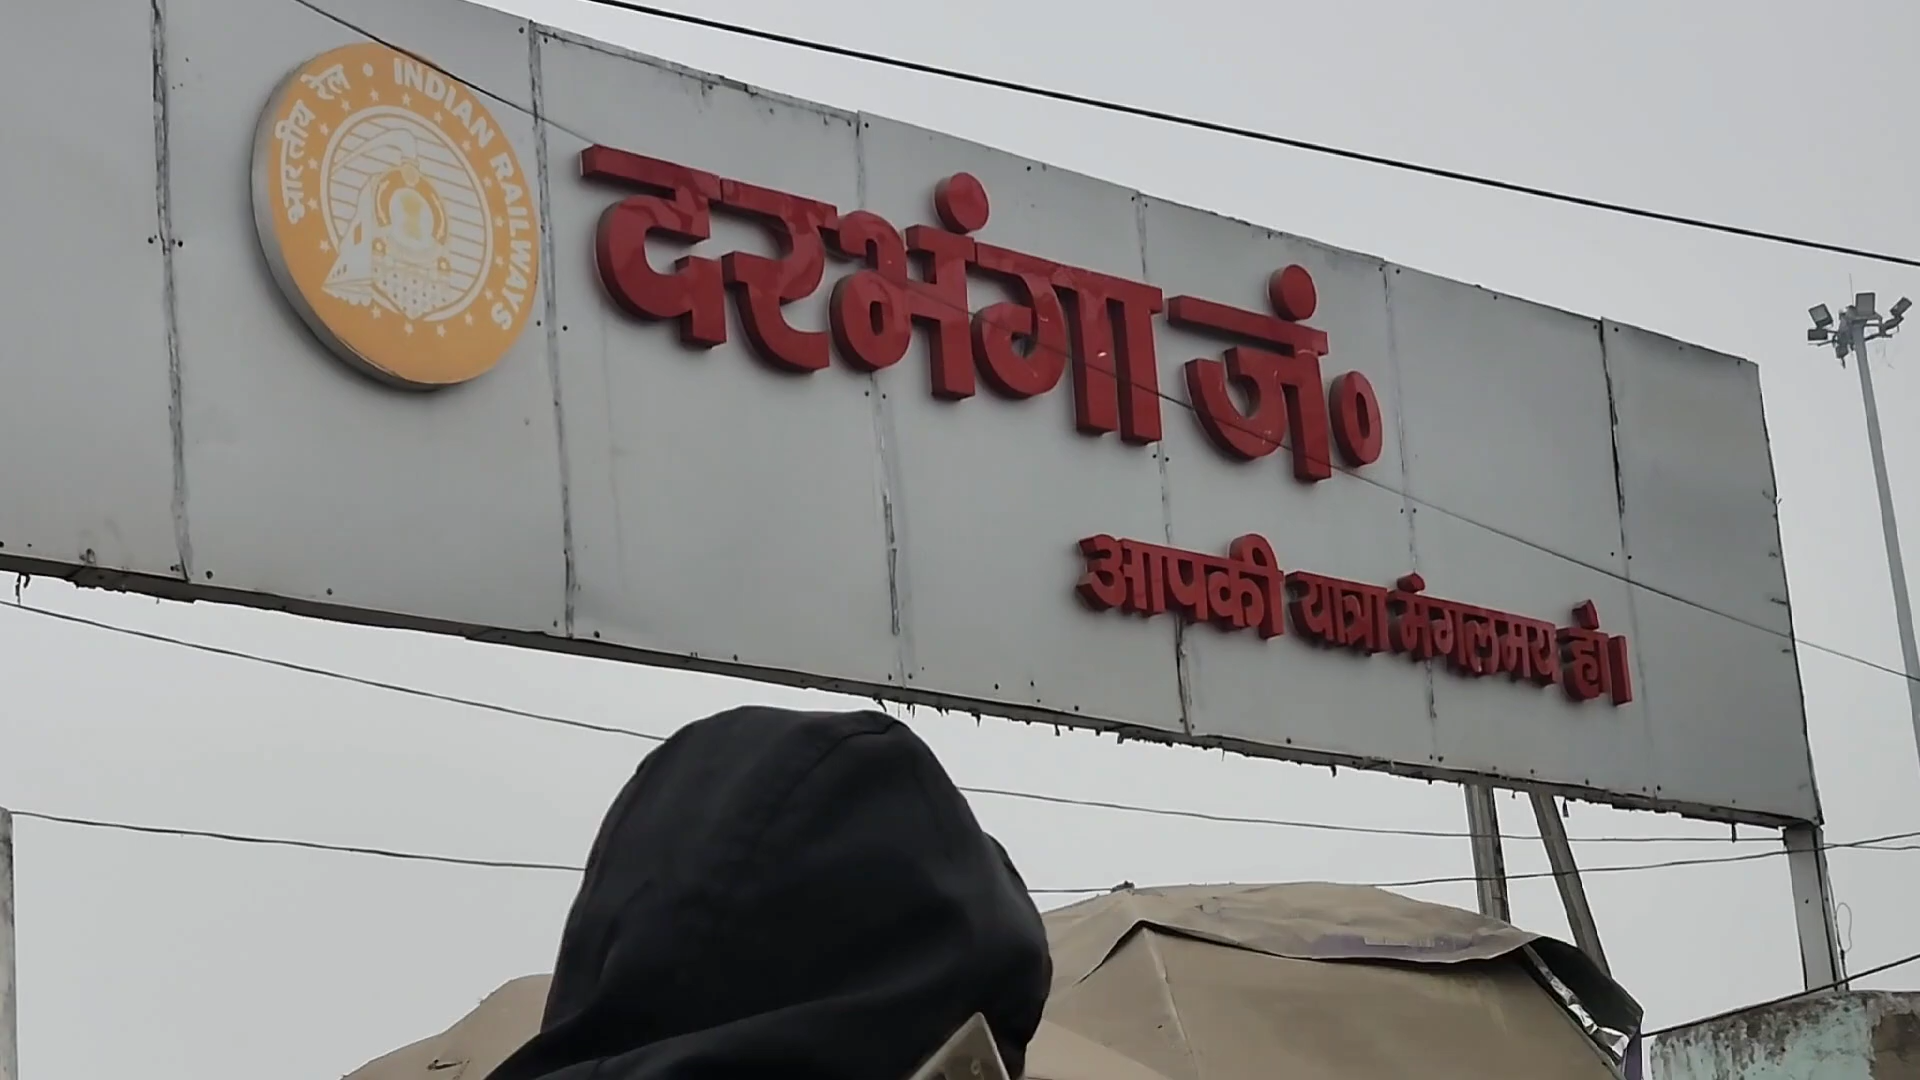 भारतीय रेल • INDIAN RAILWAYS
दरभंगा जं०
आपकी यात्रा मंगलमय हो।